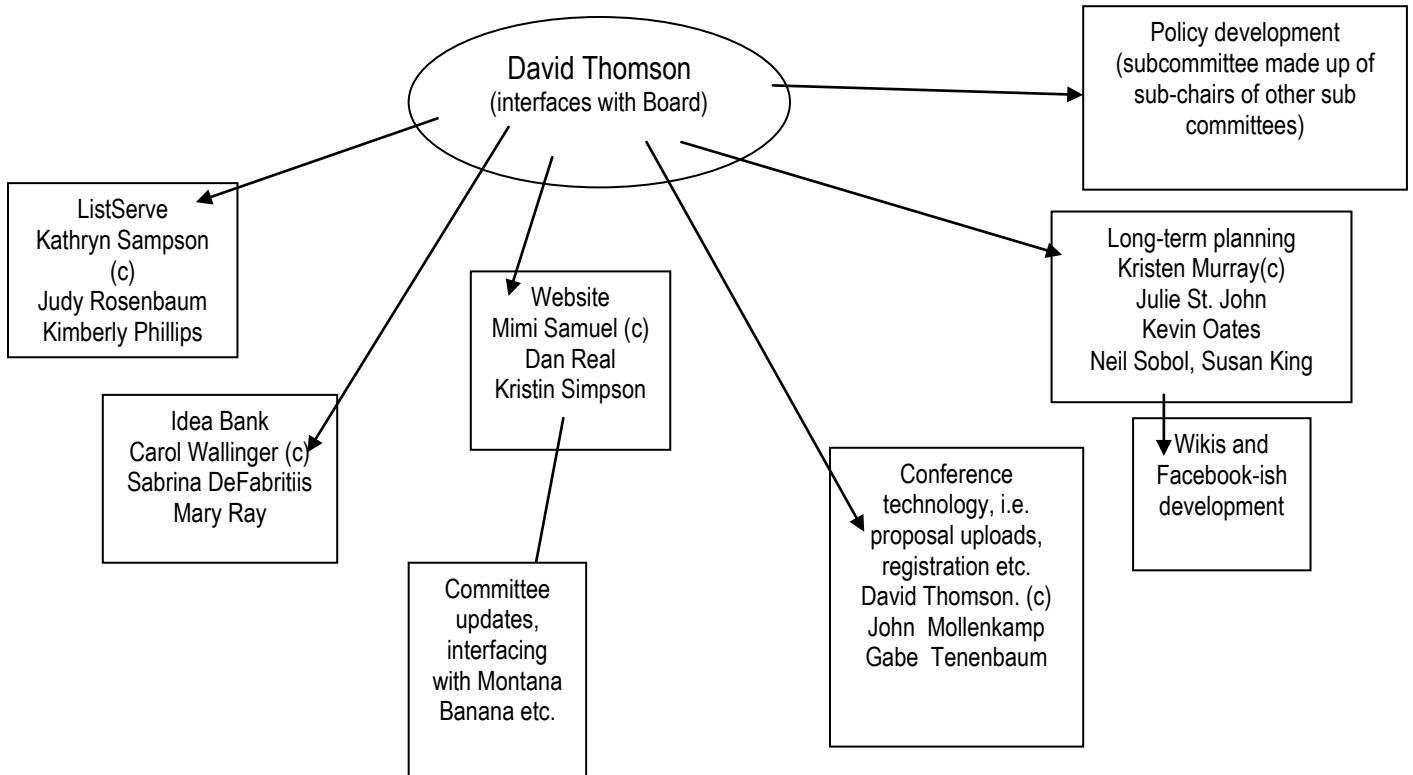 David Thomson
(interfaces with Board)
Policy development
(subcommittee made up of
sub-chairs of other sub
committees)
ListServe
Kathryn Sampson
(c)
Judy Rosenbaum
Kimberly Phillips
Long-term planning
Kristen Murray(c)
Julie St. John
Kevin Oates
Neil Sobol, Susan King
Website
Mimi Samuel (c)
Dan Real
Kristin Simpson
Idea Bank
Carol Wallinger (c)
Sabrina DeFabritiis
Mary Ray
Wikis and
Facebook-ish
development
Conference
technology, i.e.
proposal uploads,
registration etc.
David Thomson. (c)
John Mollenkamp
Gabe Tenenbaum
Committee
updates,
interfacing
with Montana
Banana etc.